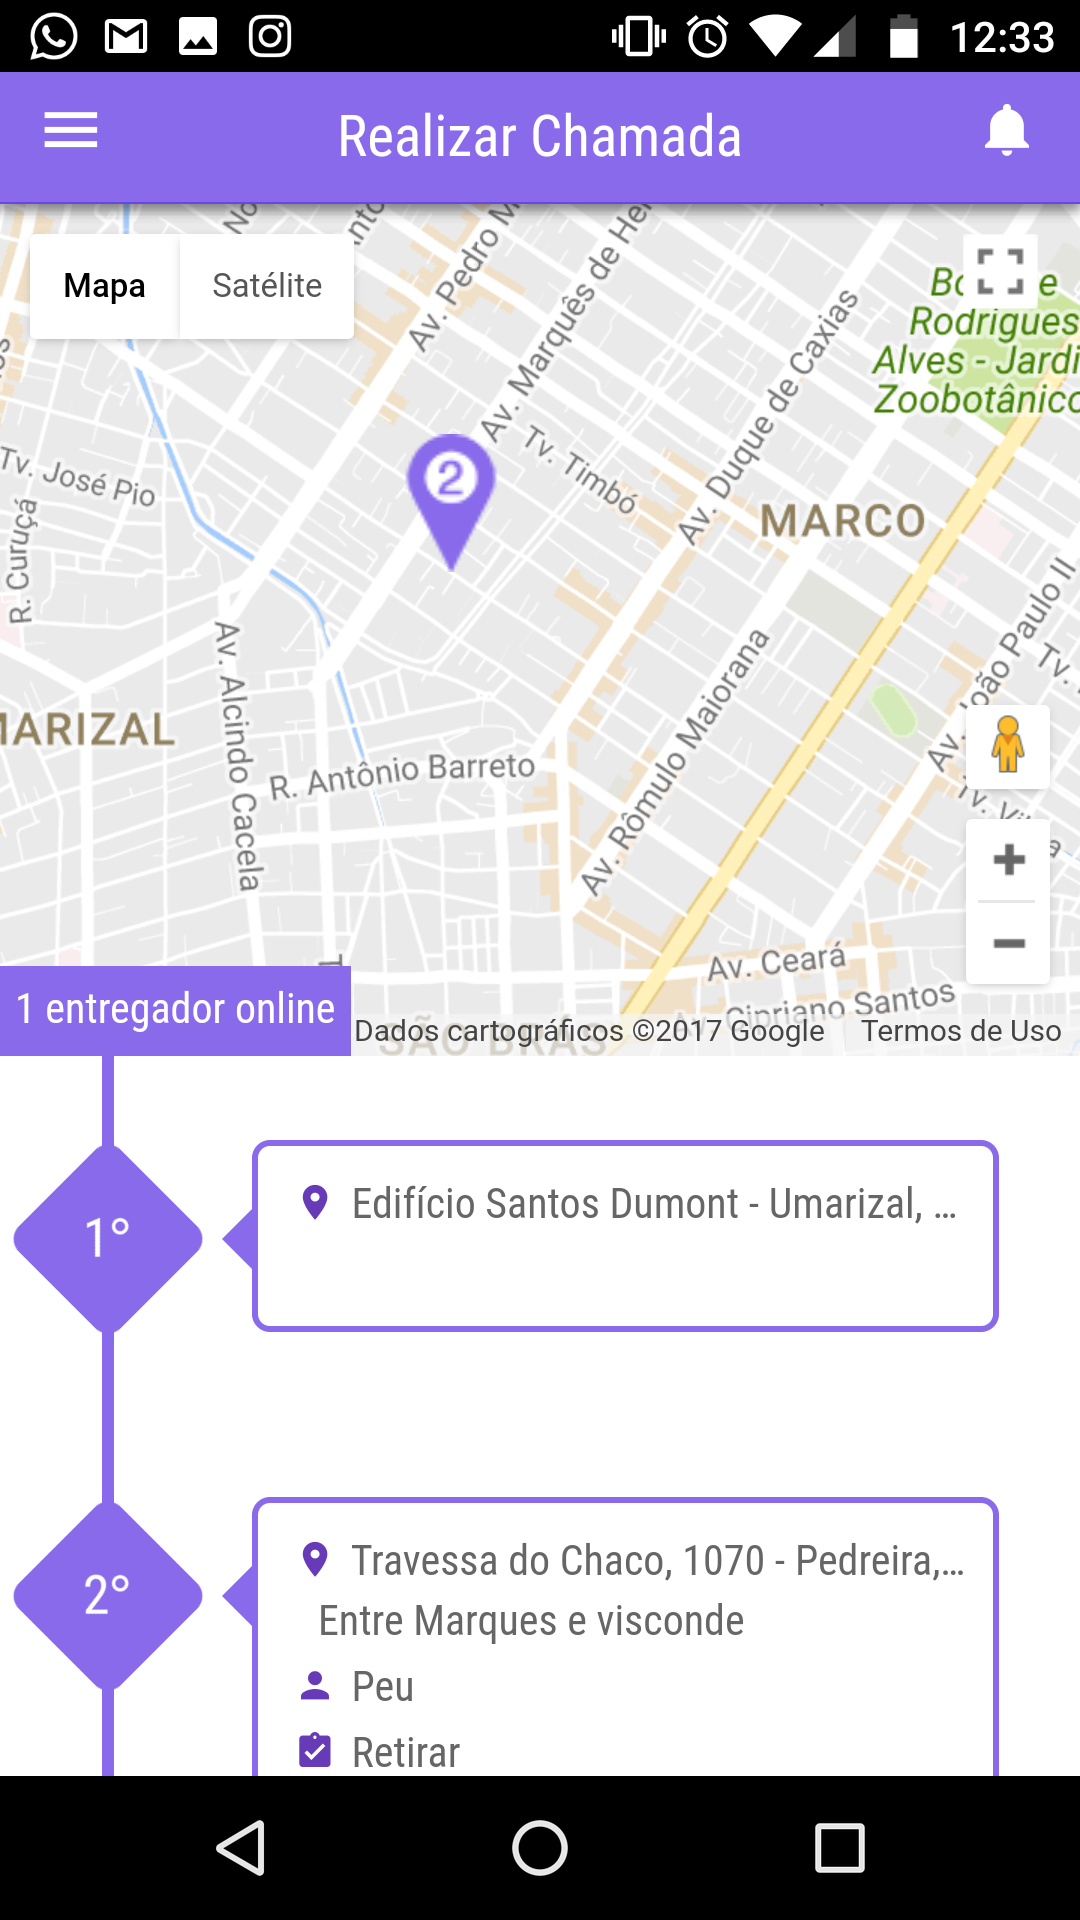 12:33
Realizar Chamada
Mapa
Satélite
Av. Pedro
Av. Marquês de
Av. Duque de Caxias
Rodrigues
Alves - Jardi
Zoobotânico
Tv. Timbó
Tv. José Pio
2
MARCO
R. Curuçá
Av. João Paulo II
Tv.
Av. Alcindo Cacela
Av. Rômulo Maiorana
MARIZAL
R. Antônio Barreto
Av. Ceará
Cipriano Santos
SÃO BRÁS
1 entregador online
Dados cartográficos ©2017 Google
Termos de Uso
1°
Edifício Santos Dumont - Umarizal, ...
2°
Travessa do Chaco, 1070 - Pedreira,...
Entre Marques e visconde
Peu
Retirar